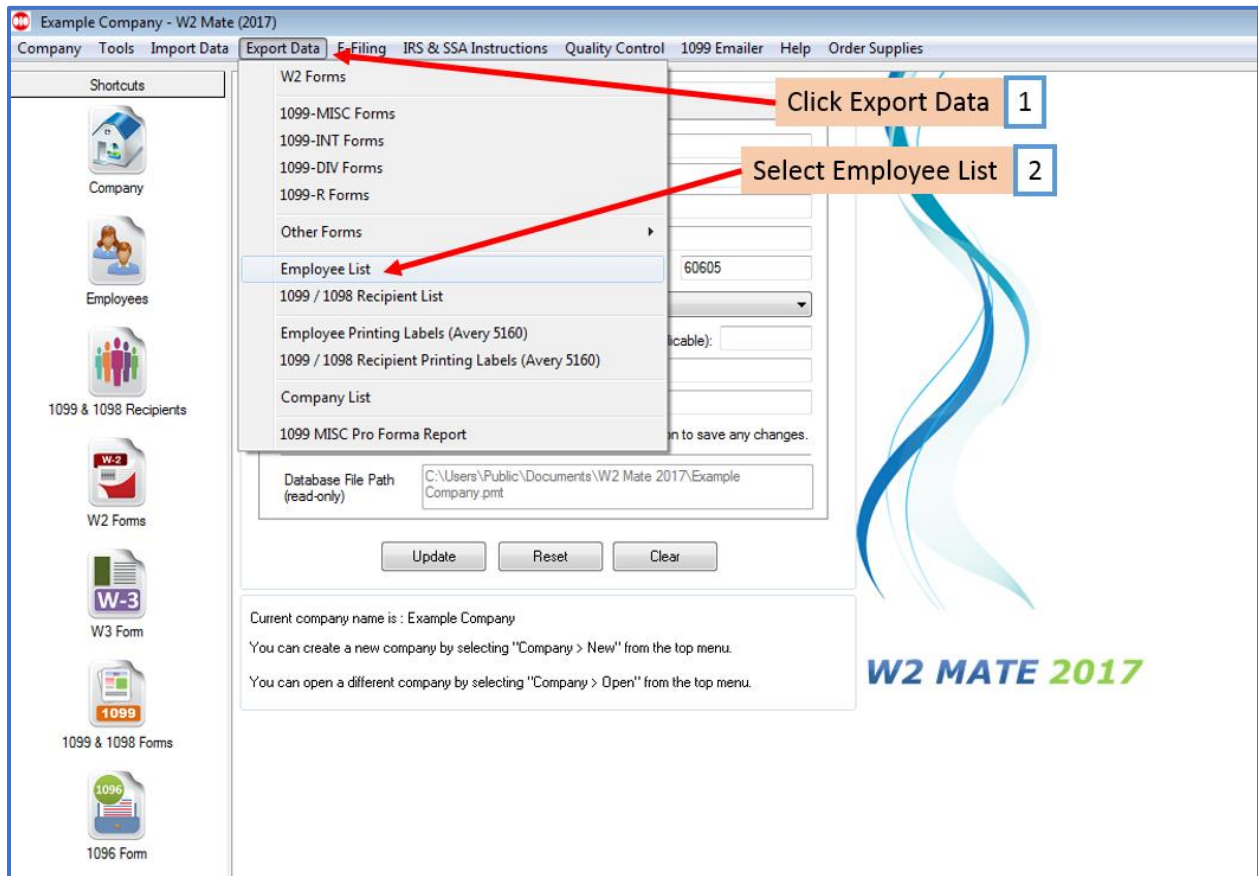 Example Company - W2 Mate (2017)
Company Tools Import Data Export Data E-Filing IRS & SSA Instructions Quality Control 1099 Emailer Help Order Supplies
Shortcuts
Company
Employees
1099 & 1098 Recipients
W-2
W2 Forms
W-3
W3 Form
1099
1099 & 1098 Forms
1096
1096 Form
W2 Forms
1099-MISC Forms
1099-INT Forms
1099-DIV Forms
1099-R Forms
Other Forms
Employee List
1099 / 1098 Recipient List
Employee Printing Labels (Avery 5160)
1099 / 1098 Recipient Printing Labels (Avery 5160)
Company List
1099 MISC Pro Forma Report
Click Export Data 1
Select Employee List 2
60605
to save any changes.
Database File Path
(read-only)
C:\Users\Public\Documents\W2 Mate 2017\Example
Company.pmt
Update Reset Clear
Current company name is : Example Company
You can create a new company by selecting "Company > New" from the top menu.
You can open a different company by selecting "Company > Open" from the top menu.
W2 MATE 2017